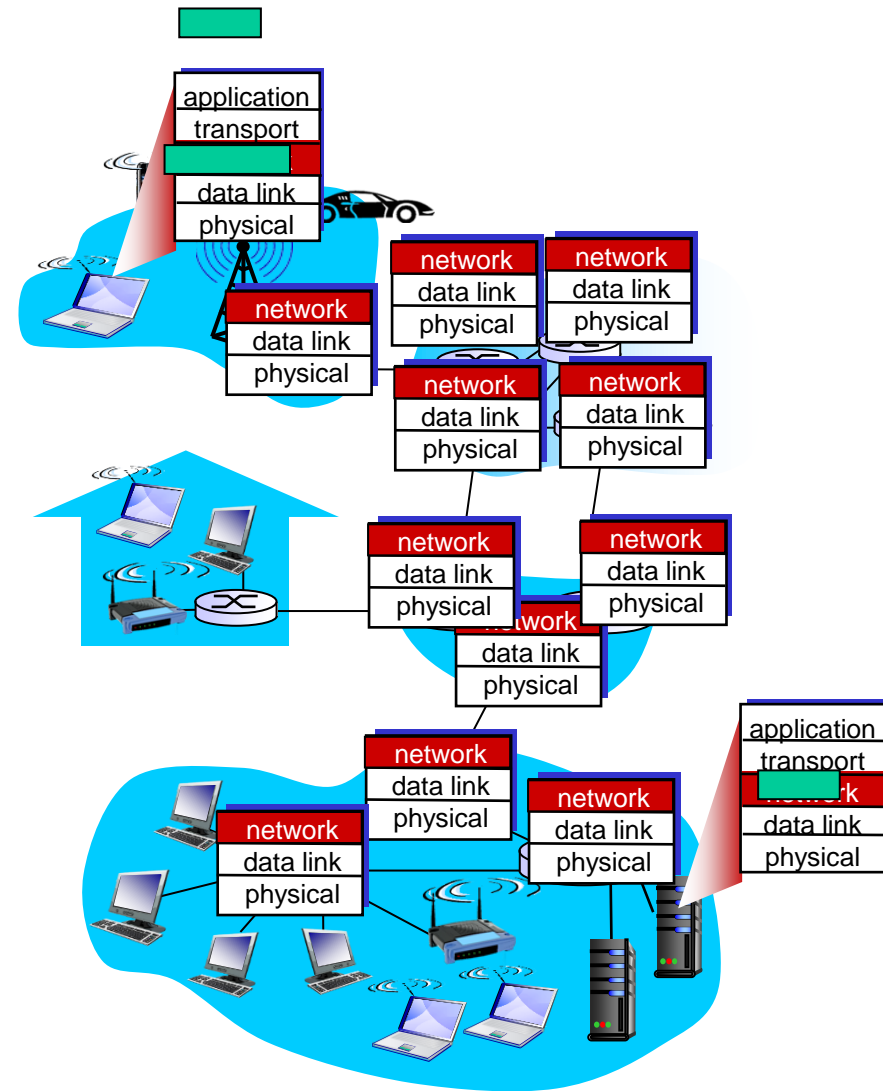 application
transport
data link
physical
network
data link
physical
network
data link
physical
network
data link
physical
network
data link
physical
network
data link
physical
network
data link
physical
network
data link
physical
network
data link
physical
application
transport
data link
physical
network
data link
physical
network
data link
physical
network
data link
physical